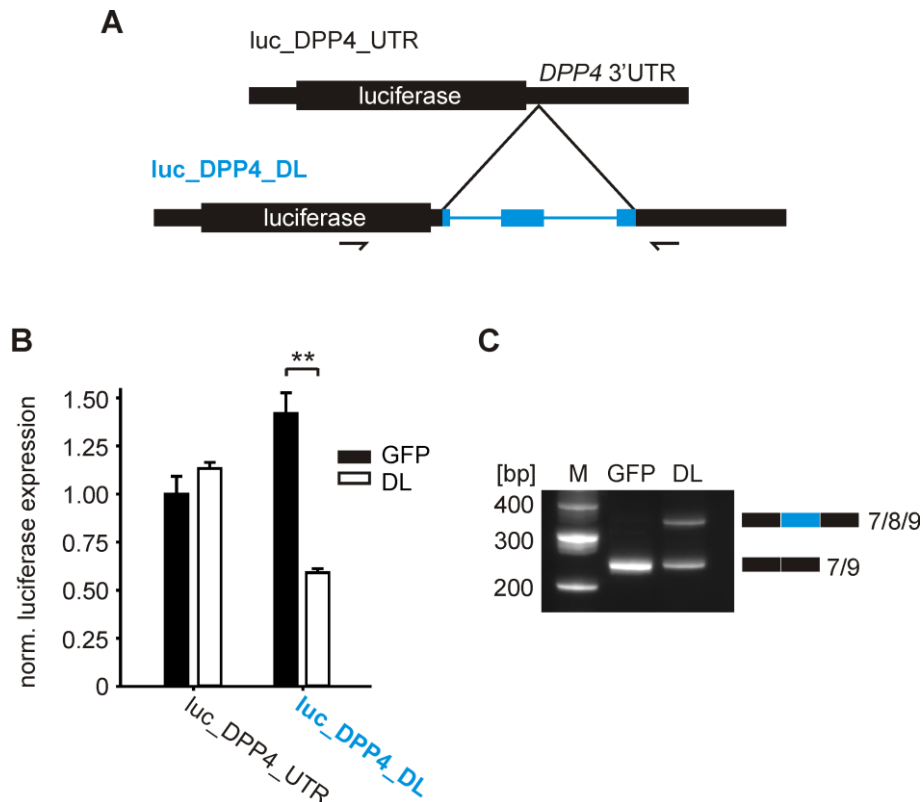 A
luc_DPP4_UTR
DPP4 3'UTR
luciferase
luc_DPP4_DL
luciferase
B
**
norm. luciferase expression
1.50
1.25
1.00
0.75
0.50
0.25
0
GFP
DL
luc_DPP4_UTR
luc_DPP4_DL
C
[bp] M GFP DL
400
300
200
7/8/9
7/9